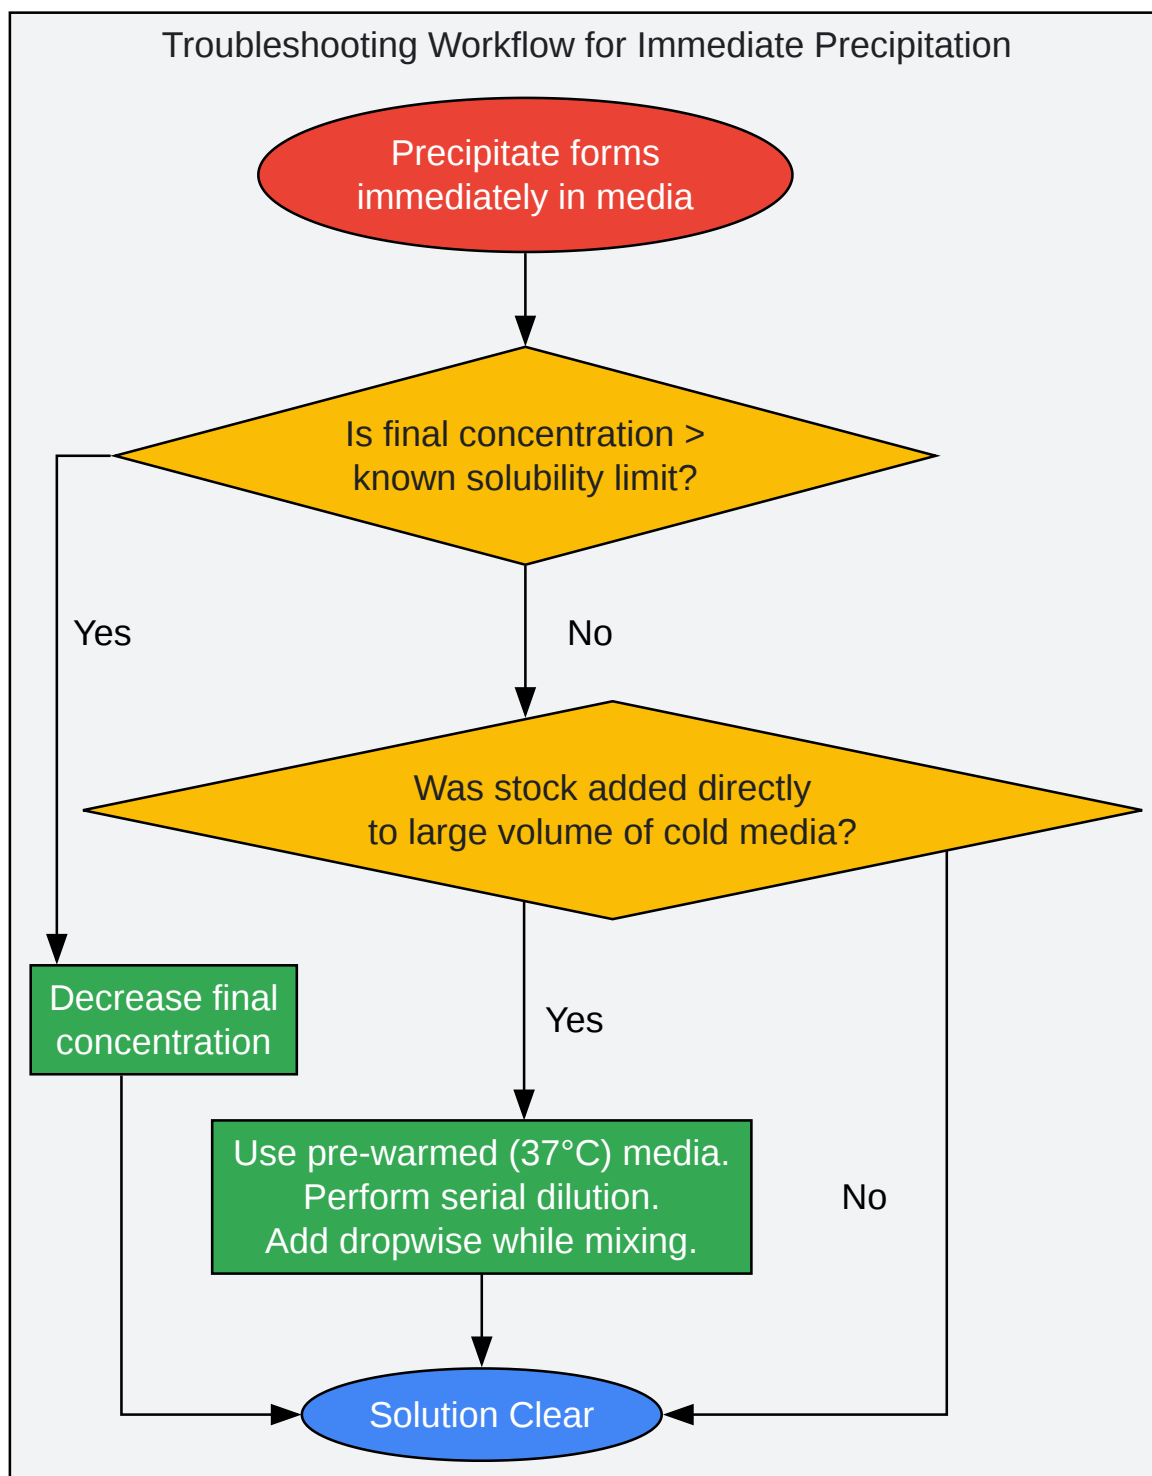 Troubleshooting Workflow for Immediate Precipitation
Precipitate forms
immediately in media
Is final concentration >
known solubility limit?
Yes
No
Was stock added directly
to large volume of cold media?
Decrease final
concentration
Yes
Use pre-warmed (37°C) media.
Perform serial dilution.
Add dropwise while mixing.
No
Solution Clear